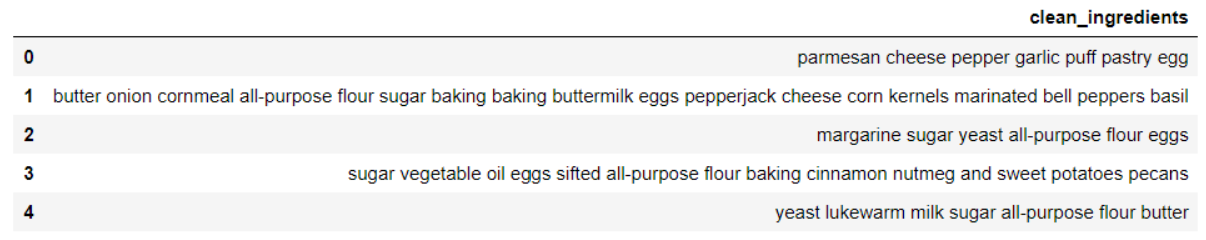 clean_ingredients
0 parmesan cheese pepper garlic puff pastry egg
1 butter onion cornmeal all-purpose flour sugar baking baking buttermilk eggs pepperjack cheese corn kernels marinated bell peppers basil
2 margarine sugar yeast all-purpose flour eggs
3 sugar vegetable oil eggs sifted all-purpose flour baking cinnamon nutmeg and sweet potatoes pecans
4 yeast lukewarm milk sugar all-purpose flour butter